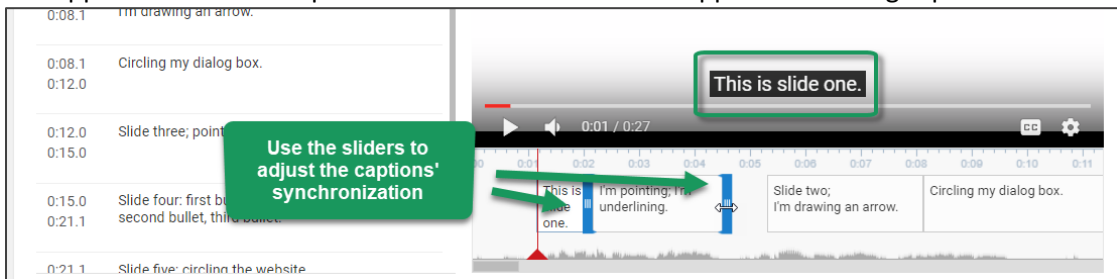 0:08.1 I'm drawing an arrow.
0:08.1 Circling my dialog box.
0:12.0
0:12.0 Slide three;
0:15.0
0:15.0 Slide four: first
0:21.1 second bullet,
0:21.1 Slide five; circling the website
Use the sliders to
adjust the captions'
synchronization
This is slide one.
0:01 / 0:27
CC
0:01 0:02 0:03 0:04 0:05 0:06 0:07 0:08 0:09 0:10 0:11
This is
slide
one.
I'm pointing; I'm
underlining.
Slide two;
I'm drawing an arrow.
Circling my dialog box.